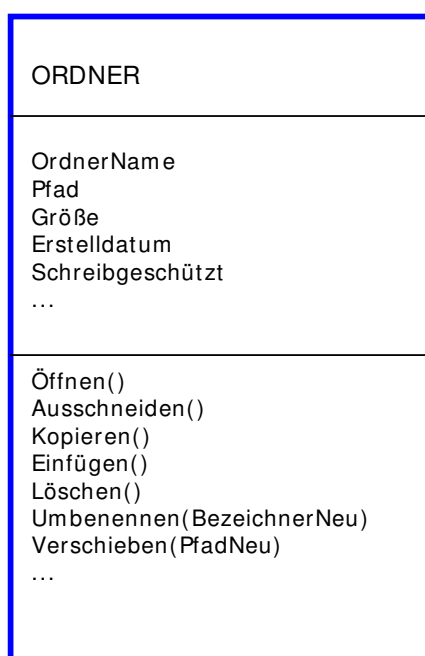 ORDNER
OrdnerName
Pfad
Größe
Erstelldatum
Schreibgeschützt
...
Öffnen()
Ausschneiden()
Kopieren()
Einfügen()
Löschen()
Umbenennen(BezeichnerNeu)
Verschieben(PfadNeu)
...